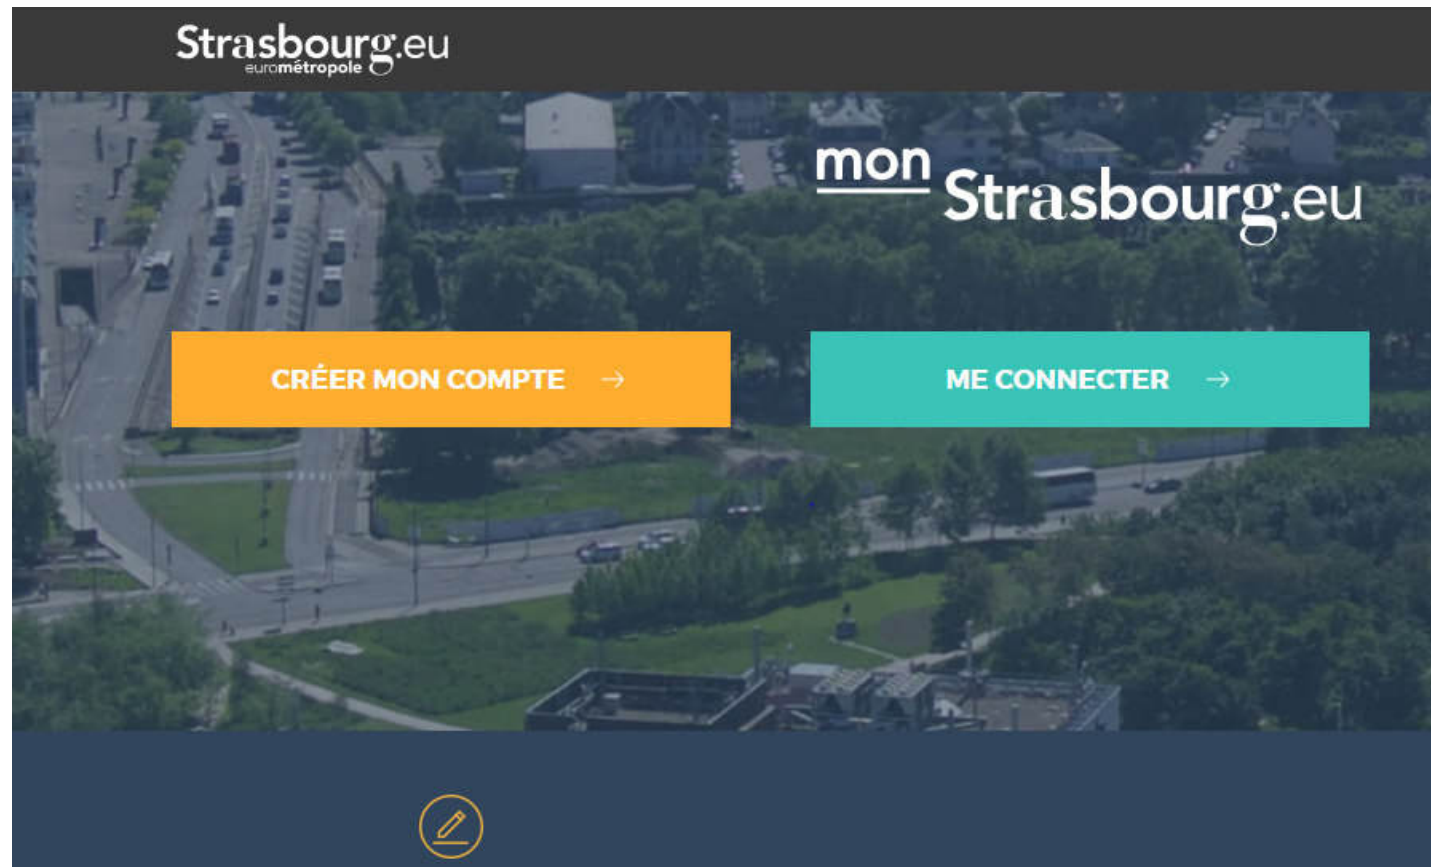 Strasbourg.eu
eurométropole
mon
Strasbourg.eu
CRÉER MON COMPTE →
ME CONNECTER →